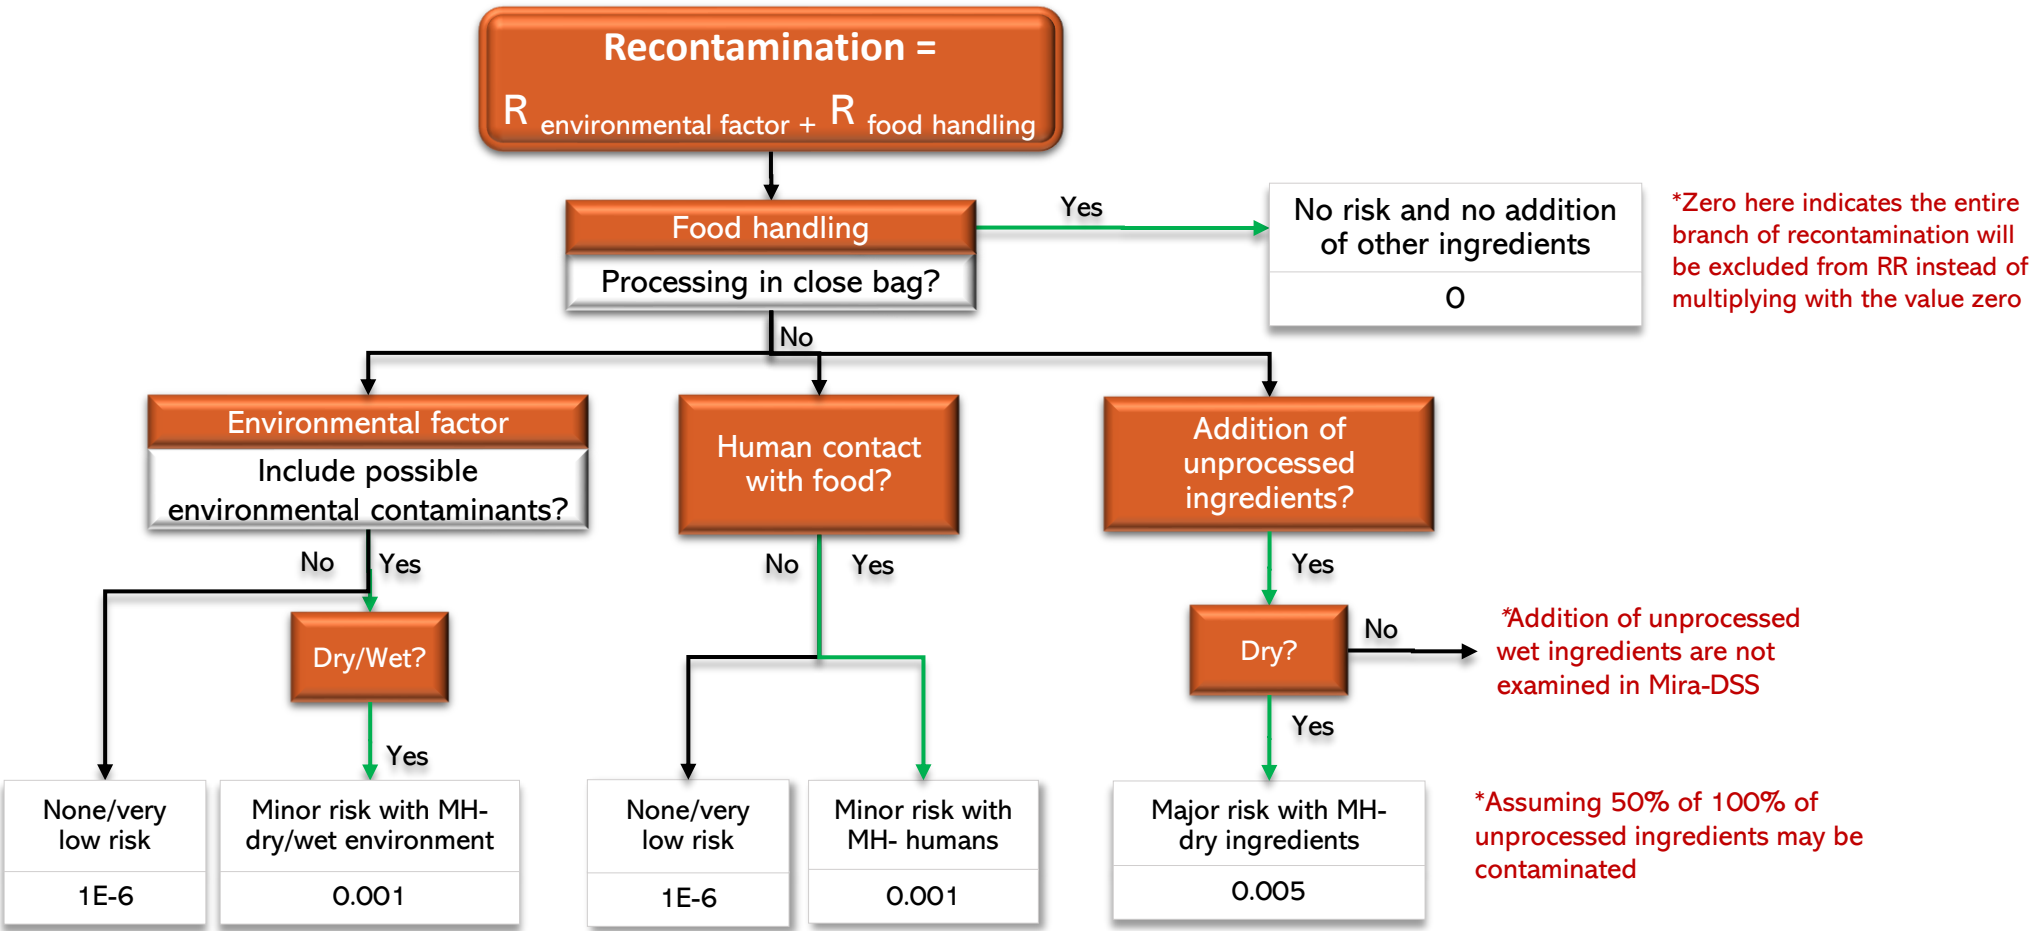 Recontamination =
R environmental factor + R food handling
Yes
Food handling
Processing in close bag?
No risk and no addition
of other ingredients
0
*Zero here indicates the entire
branch of recontamination will
be excluded from RR instead of
multiplying with the value zero
No
Environmental factor
Include possible
environmental contaminants?
Human contact
with food?
Addition of
unprocessed
ingredients?
No
Yes
No
Yes
Yes
Dry/Wet?
Dry?
No
*Addition of unprocessed
wet ingredients are not
examined in Mira-DSS
Yes
Yes
None/very
low risk
1E-6
Minor risk with MH-
dry/wet environment
0.001
None/very
low risk
1E-6
Minor risk with
MH- humans
0.001
Major risk with MH-
dry ingredients
0.005
*Assuming 50% of 100% of
unprocessed ingredients may be
contaminated